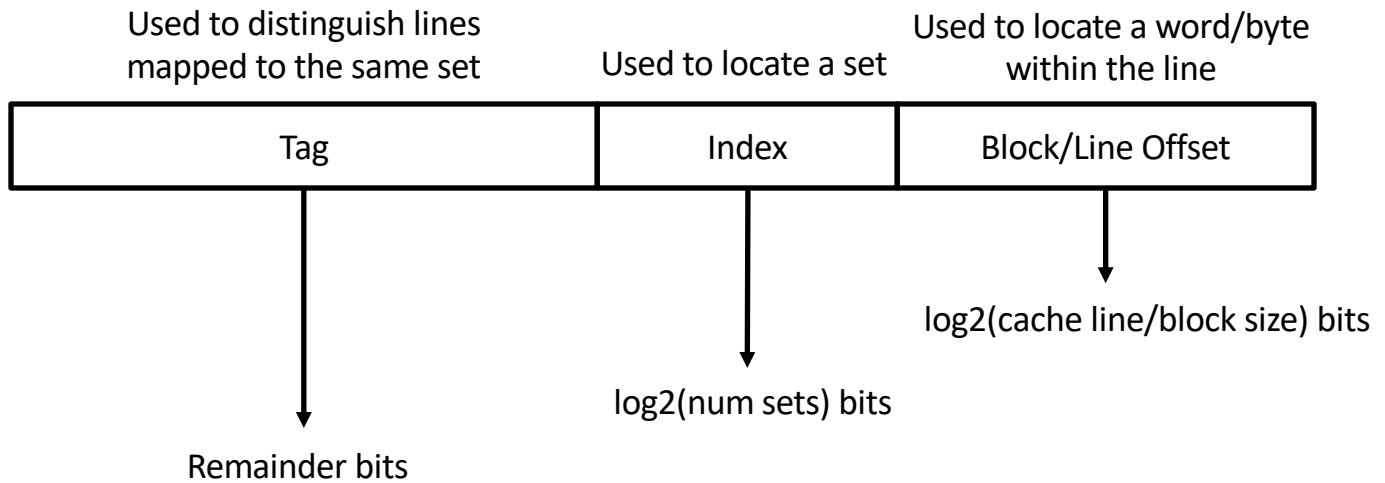 Used to distinguish lines
mapped to the same set
Used to locate a set
Used to locate a word/byte
within the line
Tag
Index
Block/Line Offset
log2(cache line/block size) bits
log2(num sets) bits
Remainder bits